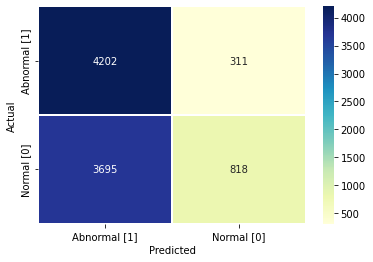 Actual
Abnormal [1]
Normal [0]
4202 311
3695 818
Abnormal [1] Normal [0]
Predicted
4000
3500
3000
2500
2000
1500
1000
500